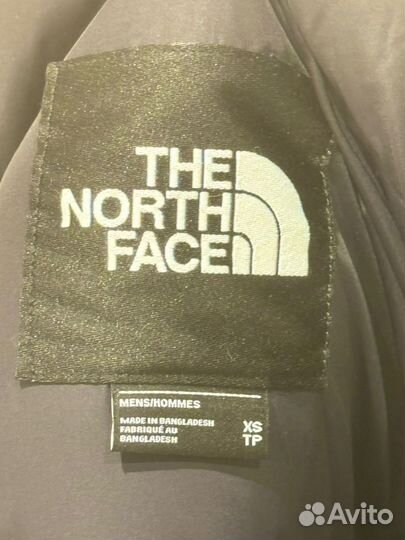 THE
NORTH
FACE
MENS/HOMMES
MADE IN BANGLADESH
FABRIQUÉ AU
BANGLADESH
XS
TP
Avito